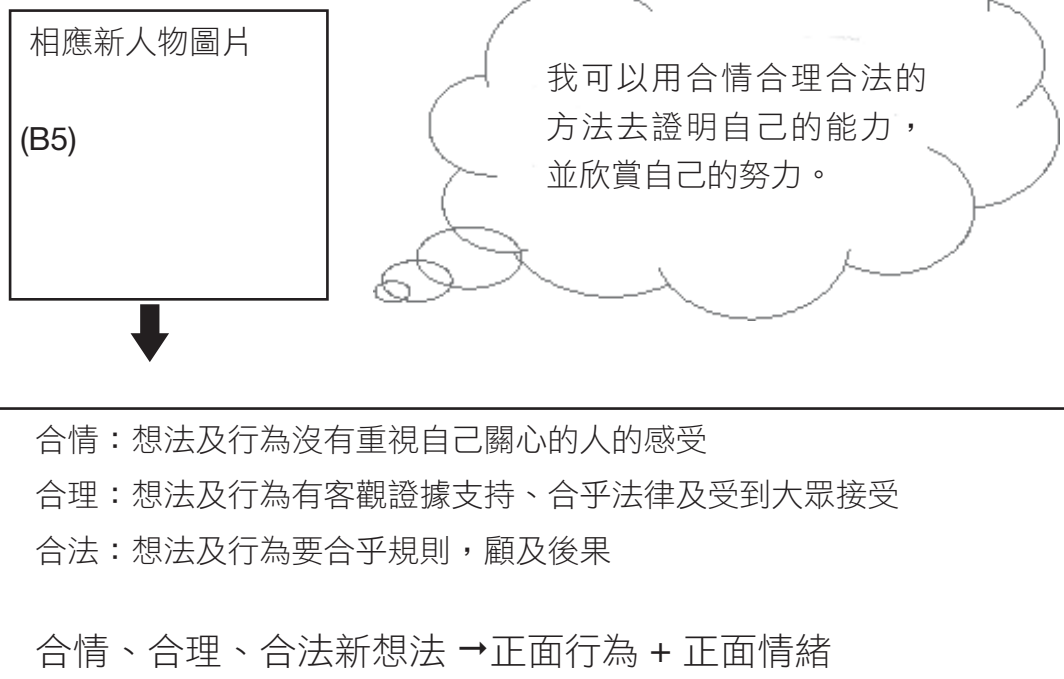 相應新人物圖片
(B5)
我可以用合情合理合法的
方法去證明自己的能力，
並欣賞自己的努力。
合情：想法及行為沒有重視自己關心的人的感受
合理：想法及行為有客觀證據支持、合乎法律及受到大眾接受
合法：想法及行為要合乎規則，顧及後果
合情、合理、合法新想法 →正面行為 + 正面情緒